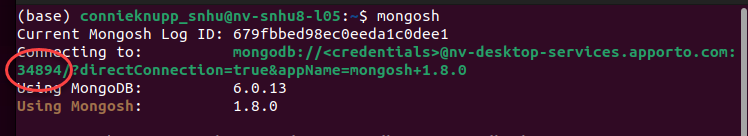 (base) connieknupp_snhu@nv-snhu8-l05:~$ mongosh
Current Mongosh Log ID: 679fbbed98ec0eeda1c0dee1
Connecting to:          mongodb://<credentials>@nv-desktop-services.apporto.com:
34894/?directConnection=true&appName=mongosh+1.8.0
Using MongoDB:          6.0.13
Using Mongosh:          1.8.0